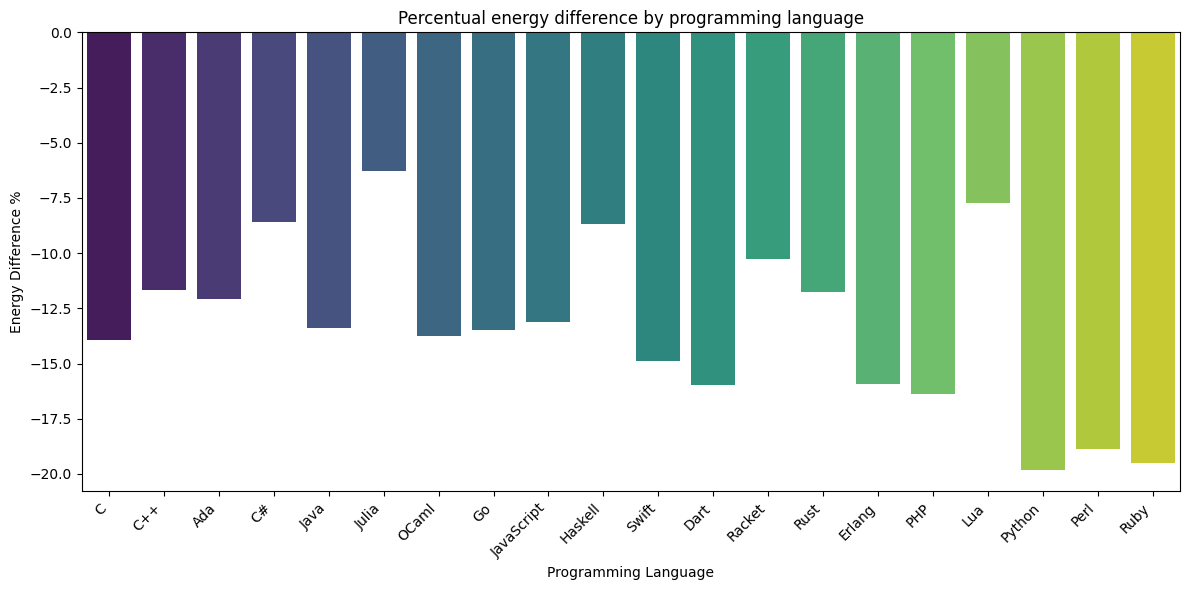 Percentual energy difference by programming language
Energy Difference %
0.0
−2.5
−5.0
−7.5
−10.0
−12.5
−15.0
−17.5
−20.0
C
C++
Ada
C#
Java
Julia
OCaml
Go
JavaScript
Haskell
Swift
Dart
Racket
Rust
Erlang
PHP
Lua
Python
Perl
Ruby
Programming Language